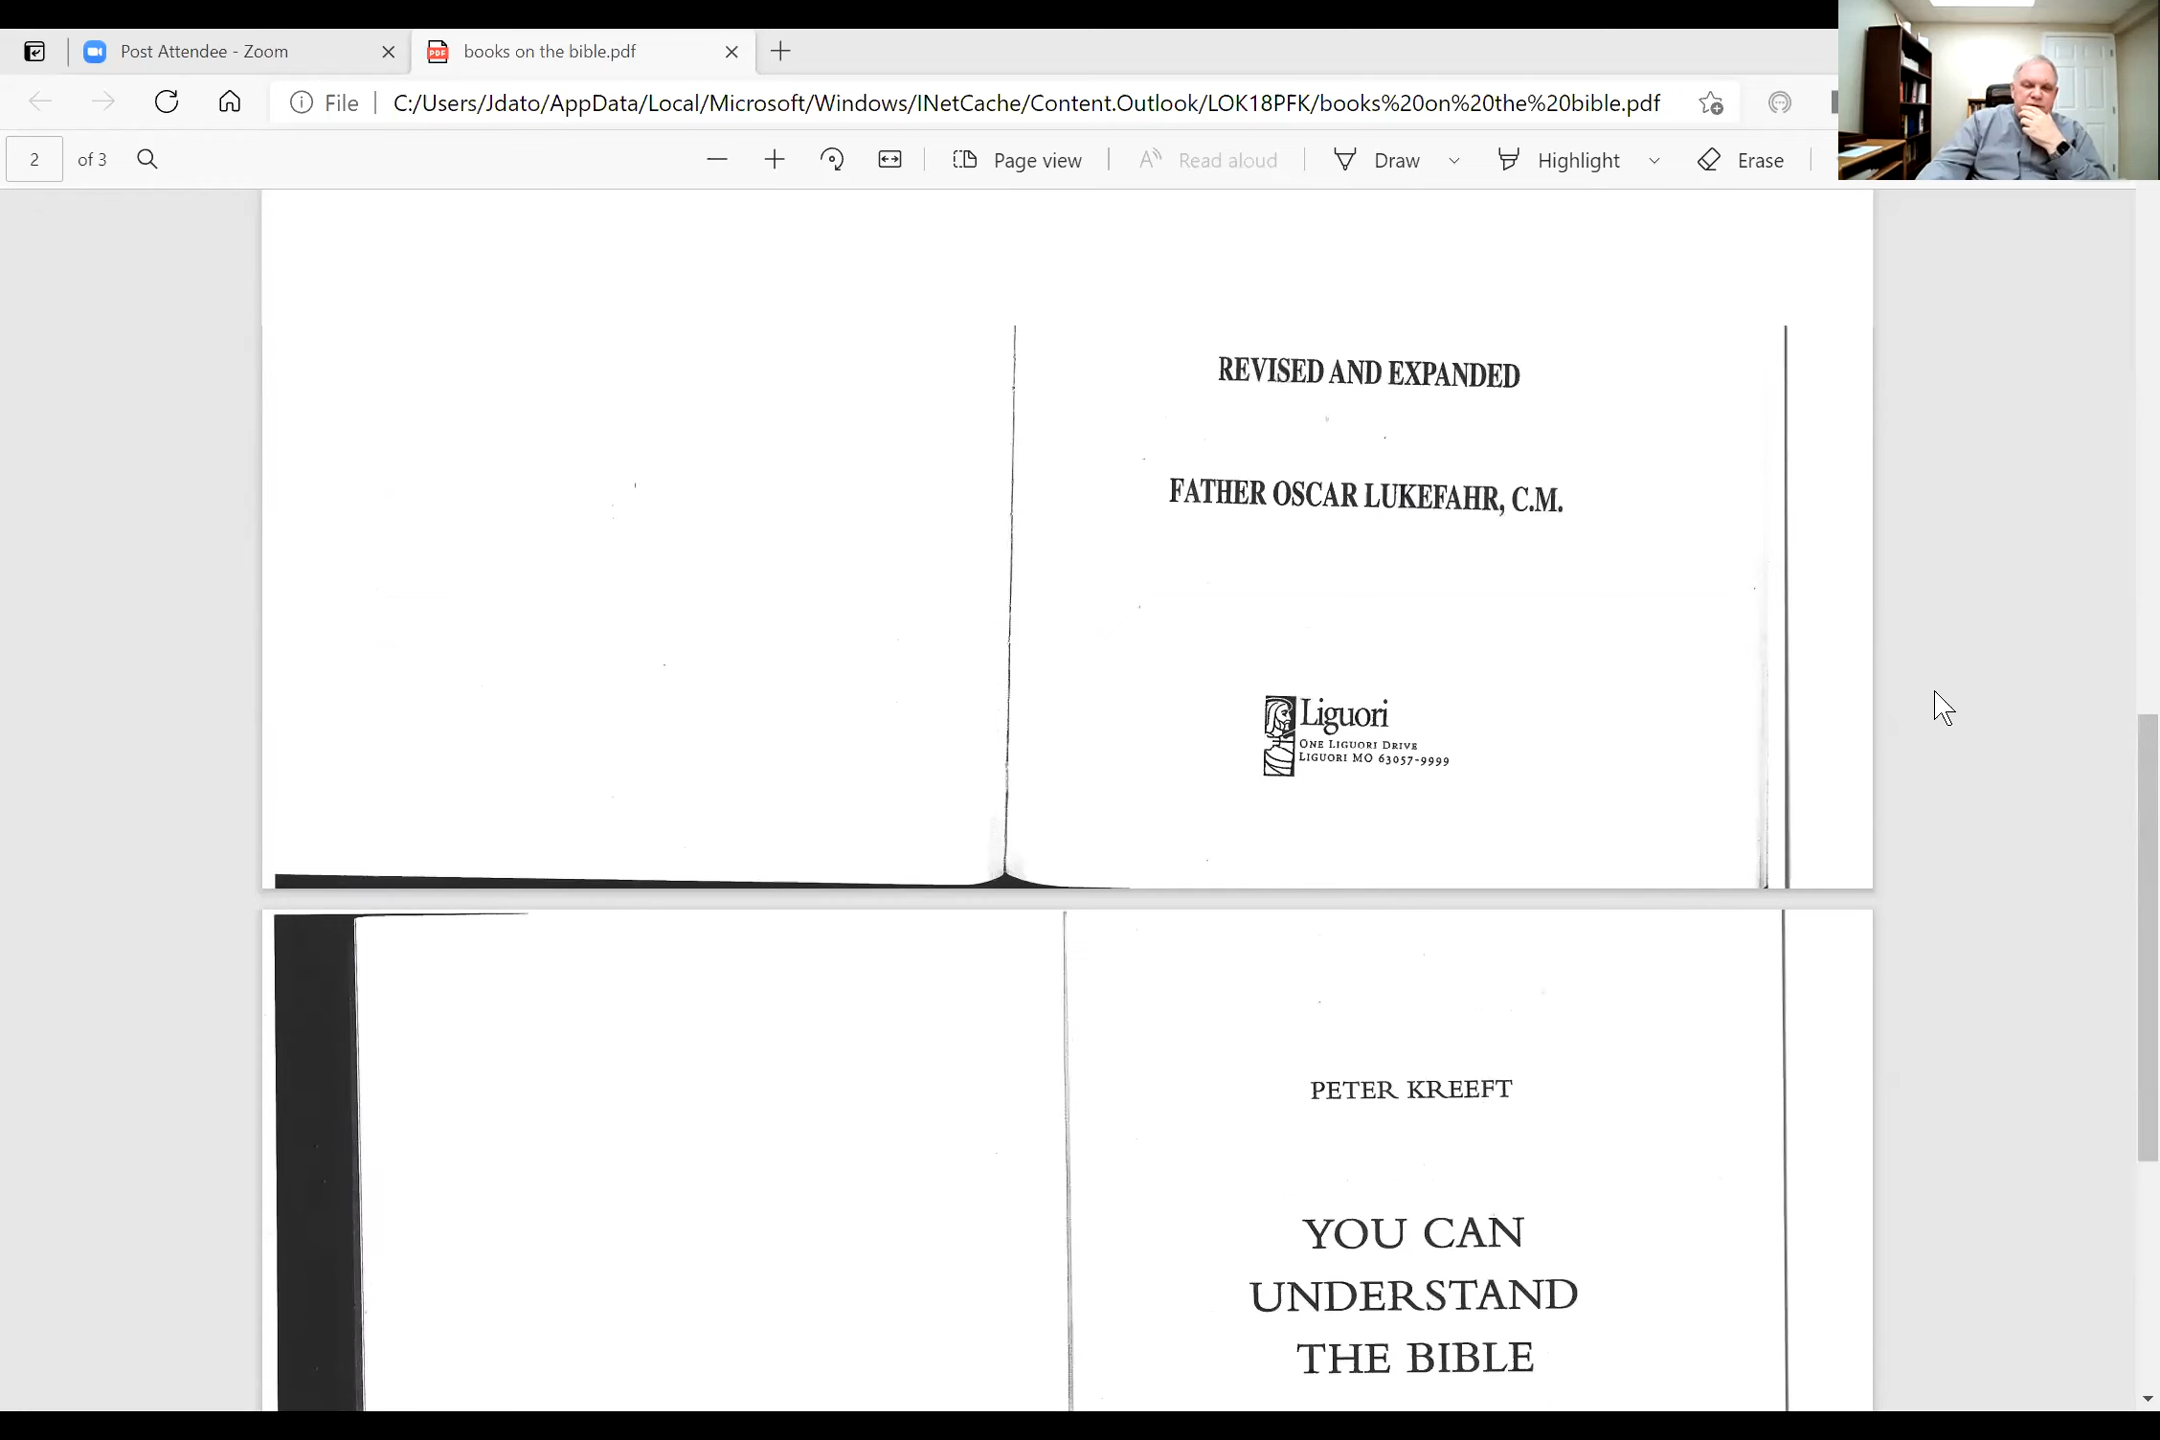 Post Attendee - Zoom
PDF
books on the bible.pdf
File
C:/Users/Jdato/AppData/Local/Microsoft/Windows/INetCache/Content.Outlook/LOK18PFK/books%20on%20the%20bible.pdf
2
of 3
Page view
Read aloud
Draw
Highlight
Erase
REVISED AND EXPANDED
FATHER OSCAR LUKEFAHR, C.M.
Liguori
ONE LIGUORI DRIVE
LIGUORI MO 63057-9999
PETER KREEFT
YOU CAN
UNDERSTAND
THE BIBLE